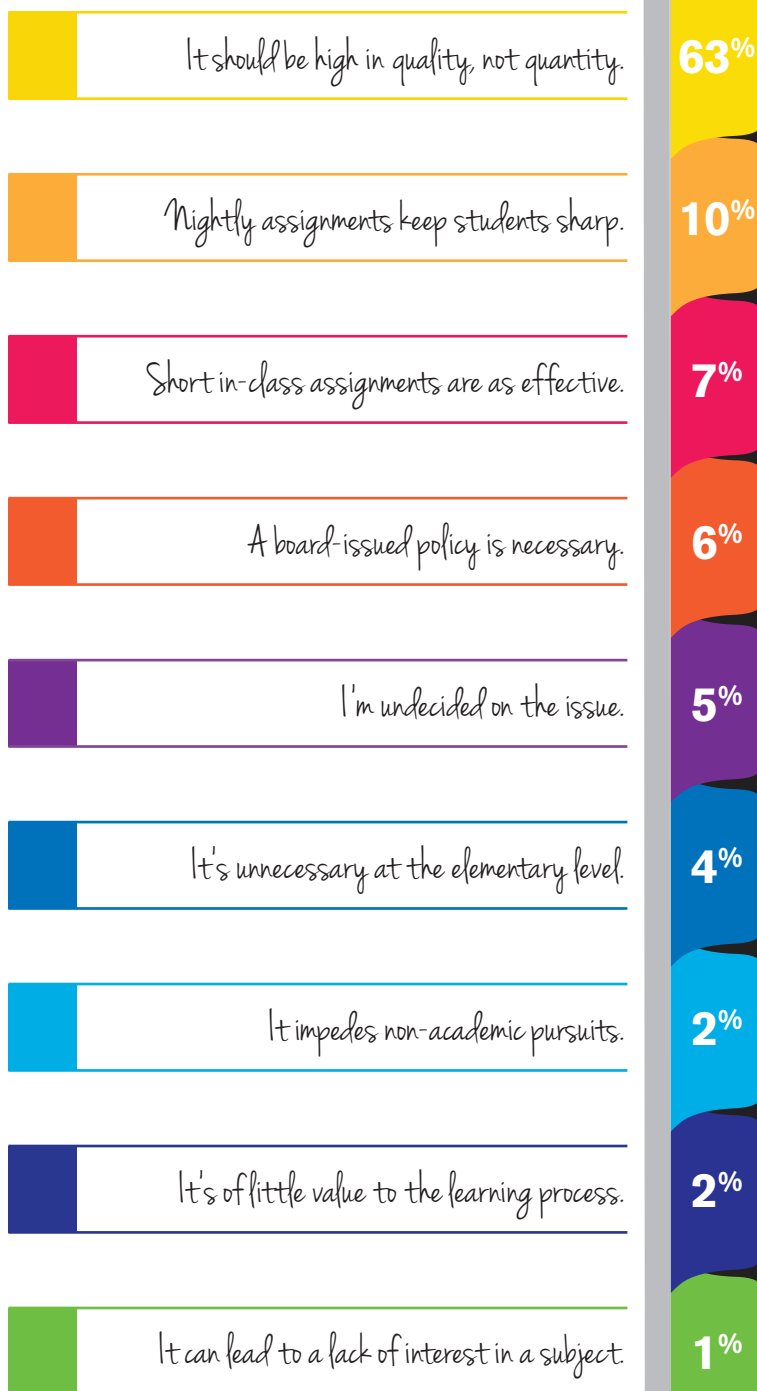 It should be high in quality, not quantity. 63%
Nightly assignments keep students sharp. 10%
Short in-class assignments are as effective. 7%
A board-issued policy is necessary. 6%
I'm undecided on the issue. 5%
It's unnecessary at the elementary level. 4%
It impedes non-academic pursuits. 2%
It's of little value to the learning process. 2%
It can lead to a lack of interest in a subject. 1%